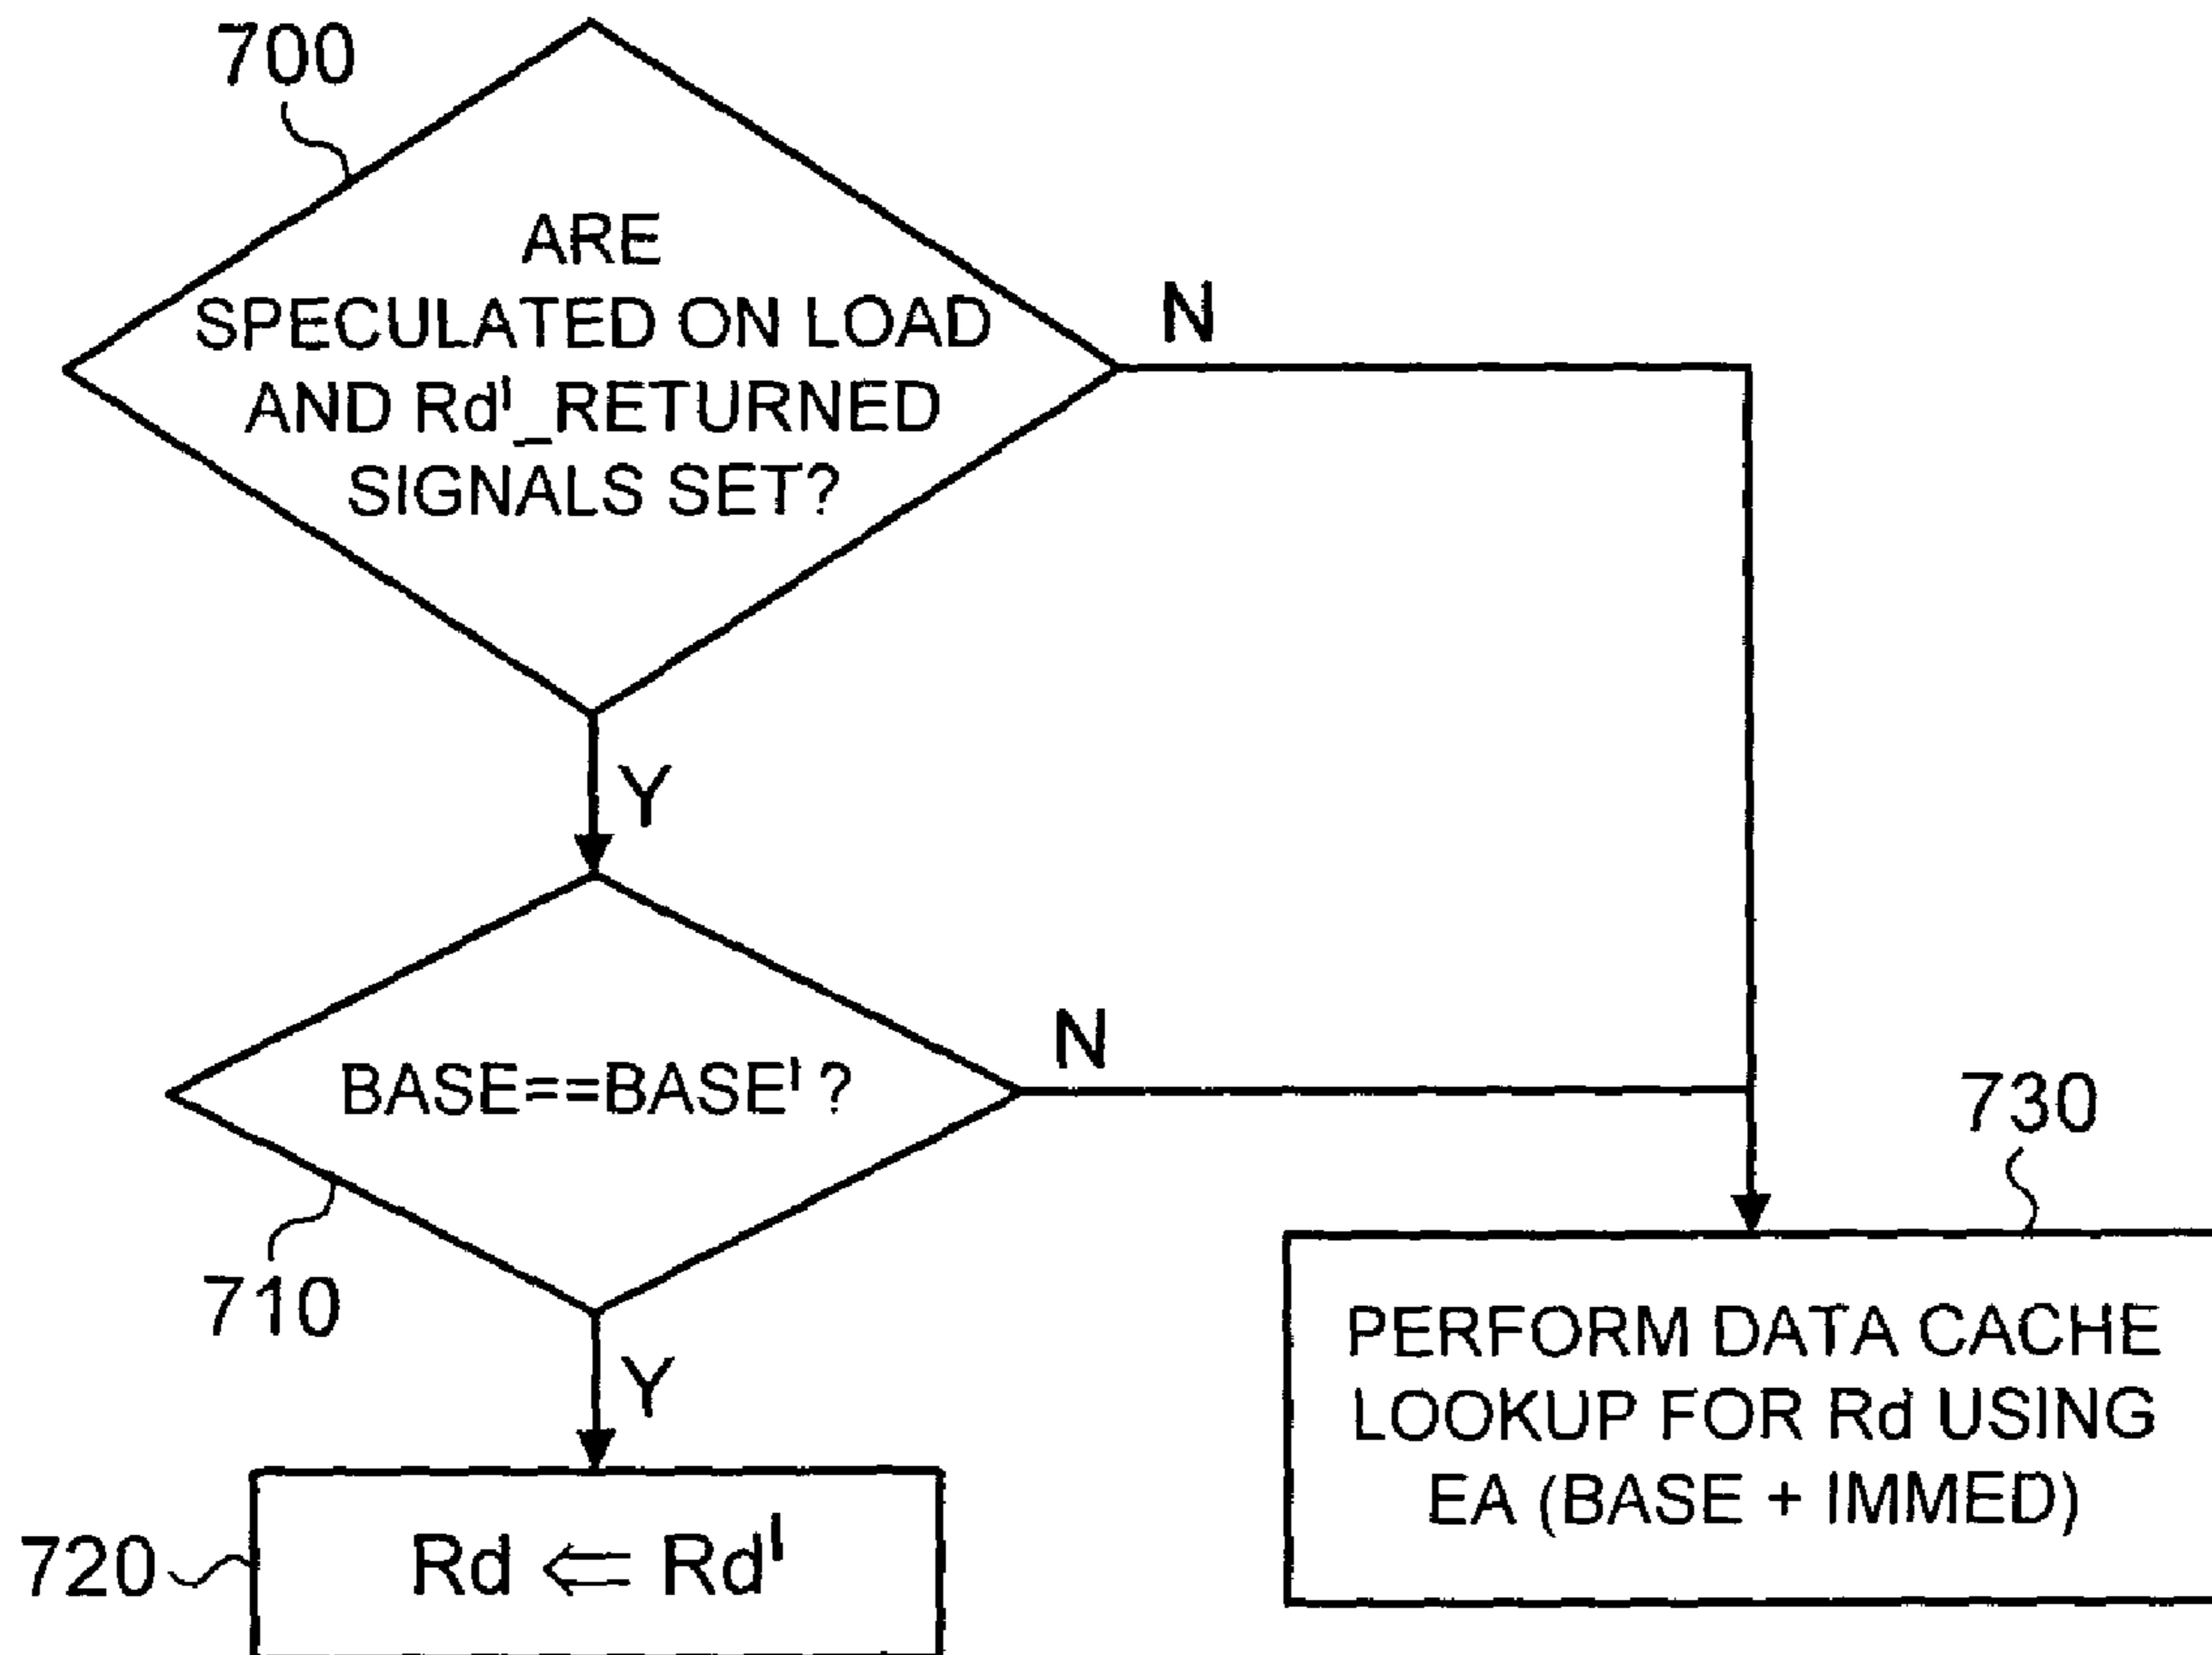 700
ARE
SPECULATED ON LOAD
AND Rd'_RETURNED
SIGNALS SET?
N
Y
BASE==BASE' ?
N
710
Y
730
PERFORM DATA CACHE
LOOKUP FOR Rd USING
EA (BASE + IMMED)
720
Rd ⇐ Rd'